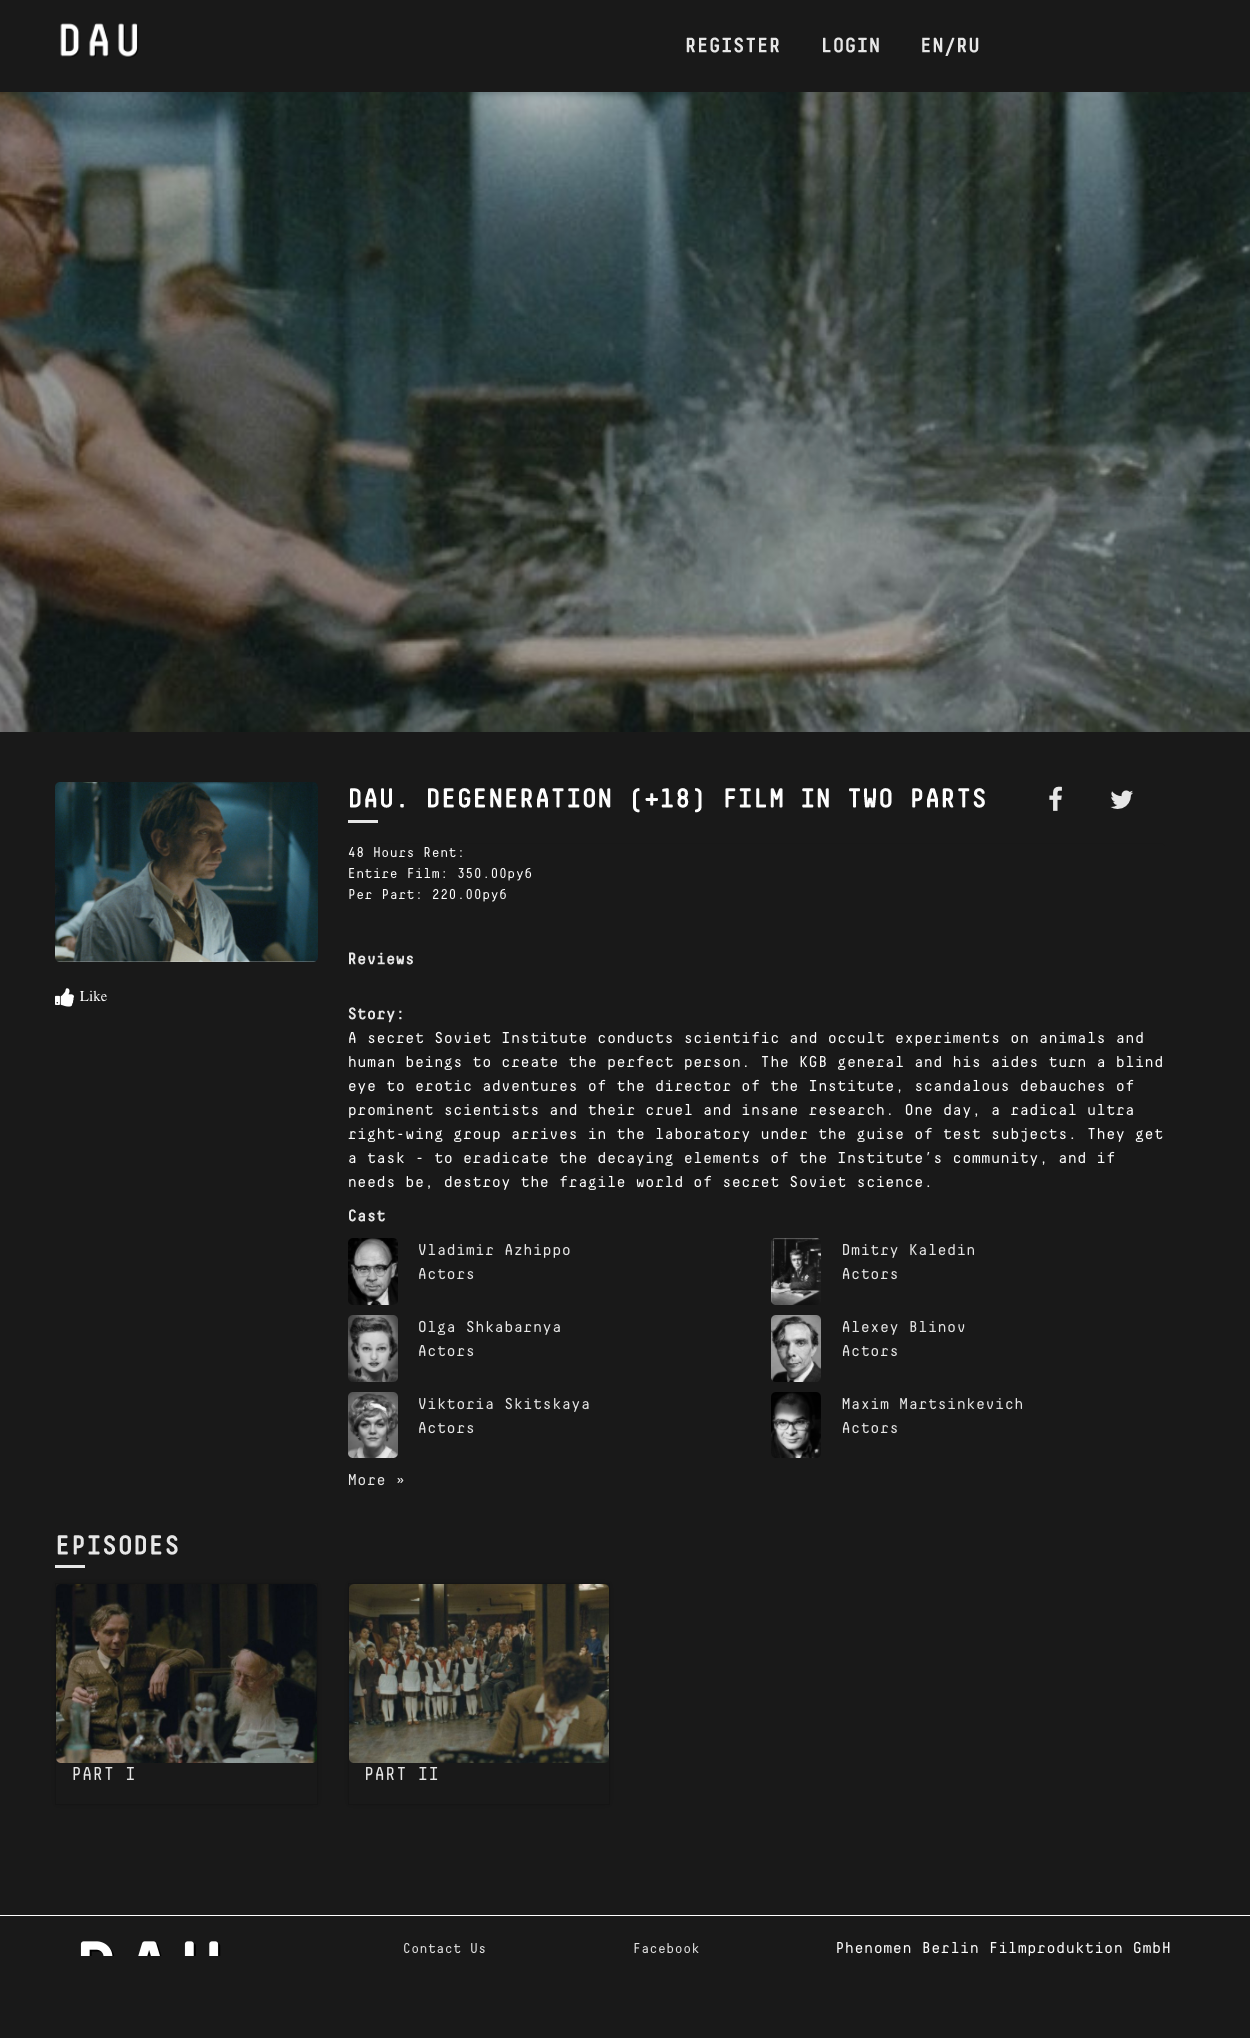 DAU
REGISTER
LOGIN
EN/RU
DAU. DEGENERATION (+18) FILM IN TWO PARTS
48 Hours Rent:
Entire Film: 350.00руб
Per Part: 220.00руб
Like
Reviews
Story:
A secret Soviet Institute conducts scientific and occult experiments on animals and
human beings to create the perfect person. The KGB general and his aides turn a blind
eye to erotic adventures of the director of the Institute, scandalous debauches of
prominent scientists and their cruel and insane research. One day, a radical ultra
right-wing group arrives in the laboratory under the guise of test subjects. They get
a task - to eradicate the decaying elements of the Institute’s community, and if
needs be, destroy the fragile world of secret Soviet science.
Cast
Vladimir Azhippo
Actors
Dmitry Kaledin
Actors
Olga Shkabarnya
Actors
Alexey Blinov
Actors
Viktoria Skitskaya
Actors
Maxim Martsinkevich
Actors
More »
EPISODES
PART I
PART II
DAU
Contact Us
Facebook
Phenomen Berlin Filmproduktion GmbH